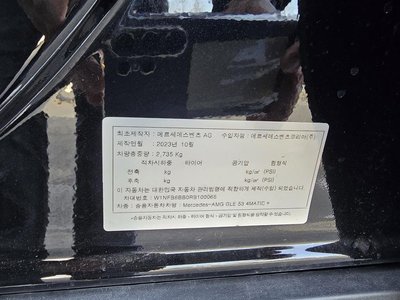 최초제작자 : 메르세데스벤츠 AG   수입자명 : 메르세데스벤츠코리아(주)
제작년월 : 2023년 10월
차량총중량 : 2,735 Kg
적차시하중 타이어 공기압 림형식
전축 kg kg/㎠ (PSI)
후축 kg kg/㎠ (PSI)
이 자동차는 대한민국 자동차 관리법령에 적합하게 제작(수입) 되었습니다.
차대번호 : W1NFB6BB0RB100065
차종 : 승용자동차차량 : Mercedes-AMG GLE 53 4MATIC +